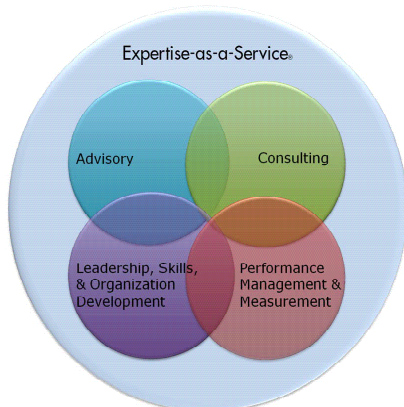 Expertise-as-a-Service®
Advisory
Consulting
Leadership, Skills,
& Organization
Development
Performance
Management &
Measurement